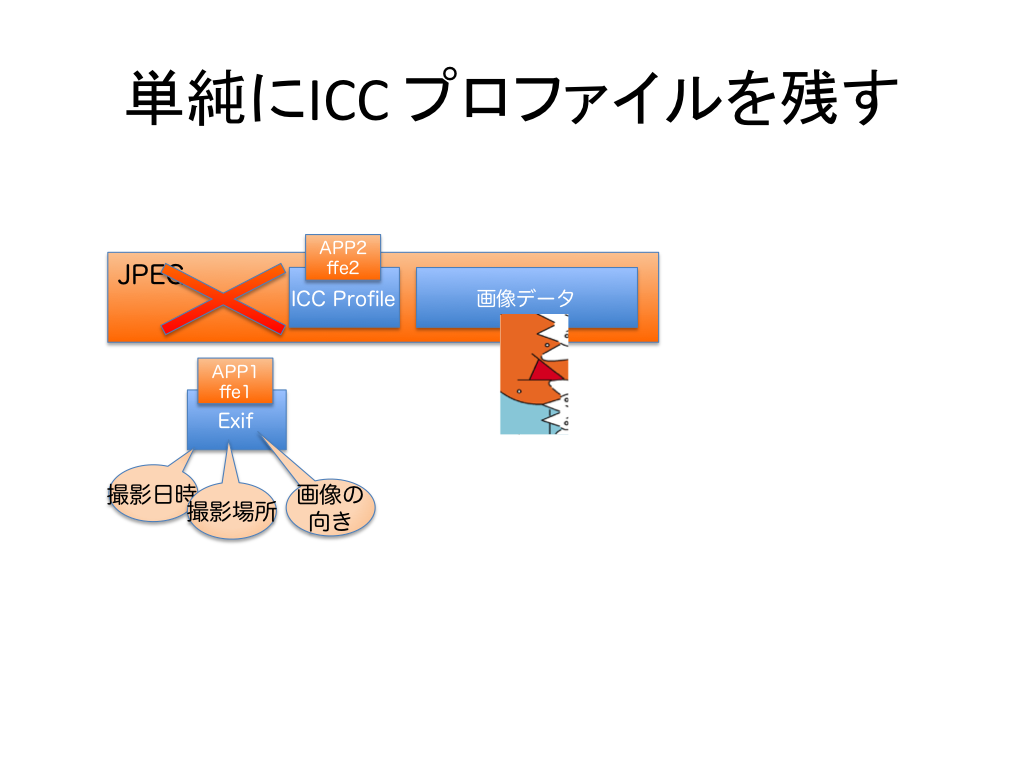 単純にICC プロファイルを残す
APP2
ffe2
JPEG
ICC Profile
画像データ
APP1
ffe1
Exif
撮影日時
撮影場所
画像の
向き